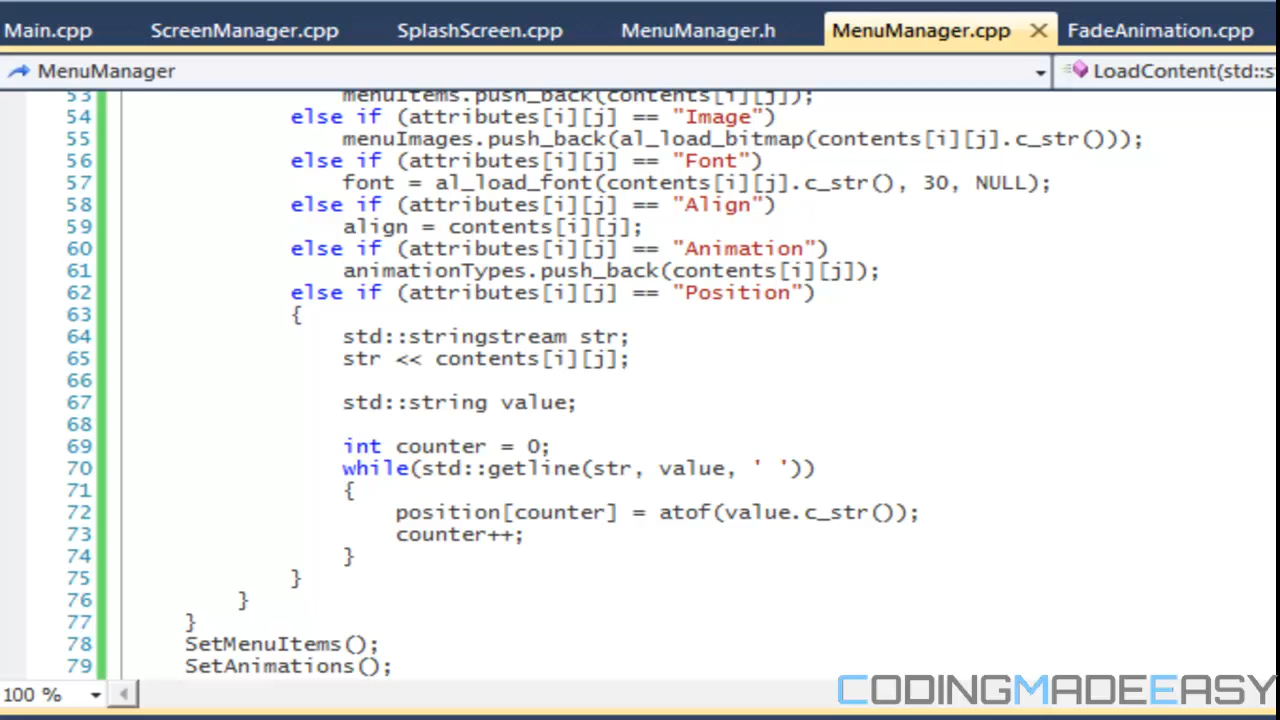 Main.cpp ScreenManager.cpp SplashScreen.cpp MenuManager.h MenuManager.cpp FadeAnimation.cpp
MenuManager LoadContent(std::s
53 menuItems.push_back(contents[i][j]);
54 else if (attributes[i][j] == "Image")
55 menuImages.push_back(al_load_bitmap(contents[i][j].c_str()));
56 else if (attributes[i][j] == "Font")
57 font = al_load_font(contents[i][j].c_str(), 30, NULL);
58 else if (attributes[i][j] == "Align")
59 align = contents[i][j];
60 else if (attributes[i][j] == "Animation")
61 animationTypes.push_back(contents[i][j]);
62 else if (attributes[i][j] == "Position")
63 {
64 std::stringstream str;
65 str << contents[i][j];
66
67 std::string value;
68
69 int counter = 0;
70 while(std::getline(str, value, ' '))
71 {
72 position[counter] = atof(value.c_str());
73 counter++;
74 }
75 }
76 }
77 }
78 SetMenuItems();
79 SetAnimations();
100 %
CODINGMADEEASY